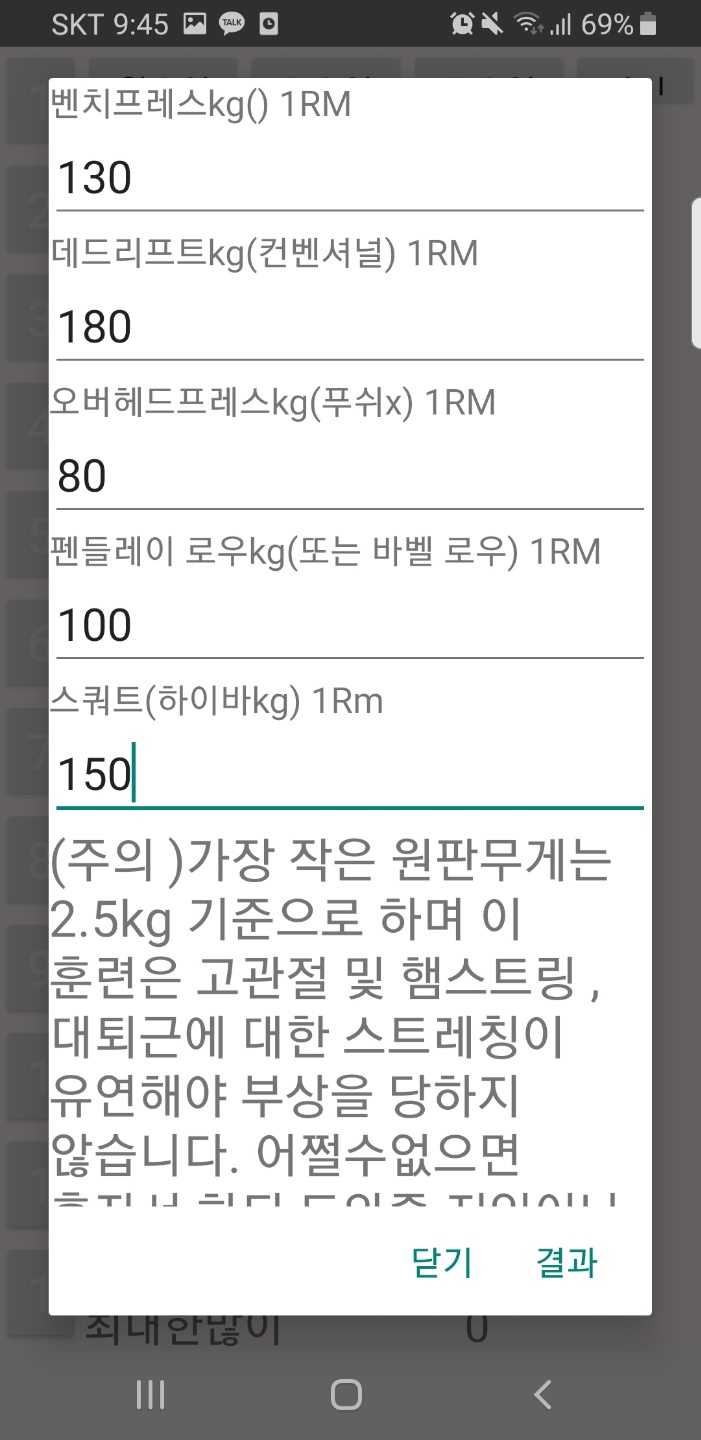 SKT 9:45 TALK 69%
벤치프레스kg() 1RM
130
데드리프트kg(컨벤셔널) 1RM
180
오버헤드프레스kg(푸쉬x) 1RM
80
펜들레이 로우kg(또는 바벨 로우) 1RM
100
스쿼트(하이바kg) 1Rm
150
(주의 )가장 작은 원판무게는
2.5kg 기준으로 하며 이
훈련은 고관절 및 햄스트링 ,
대퇴근에 대한 스트레칭이
유연해야 부상을 당하지
않습니다. 어쩔수없으면
닫기 결과
최대한많이 0